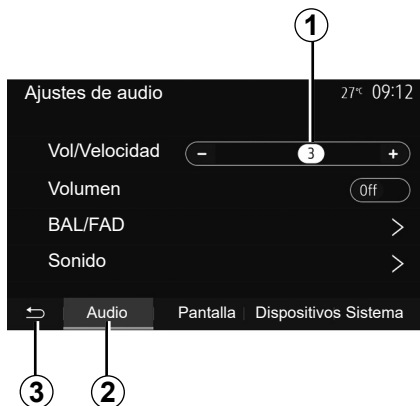 1
Ajustes de audio 27°C 09:12
Vol/Velocidad - 3 +
Volumen Off
BAL/FAD >
Sonido >
Audio Pantalla Dispositivos Sistema
3 2